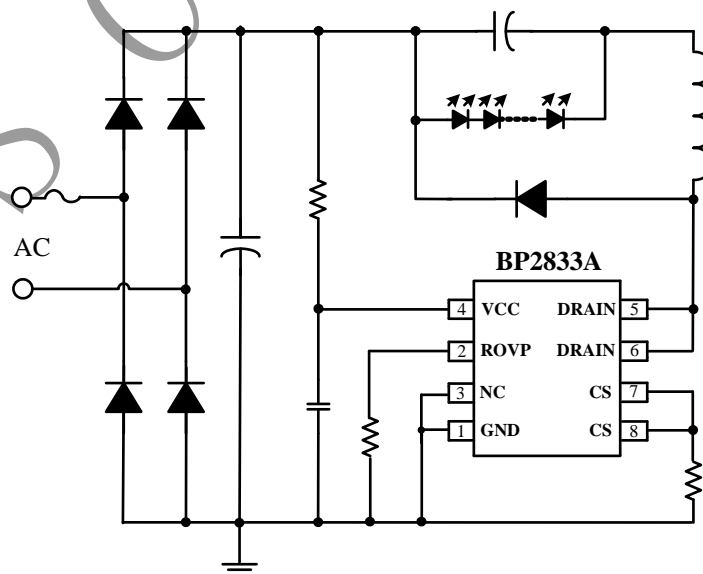 AC
BP2833A
4 VCC DRAIN 5
2 ROVP DRAIN 6
3 NC CS 7
1 GND CS 8